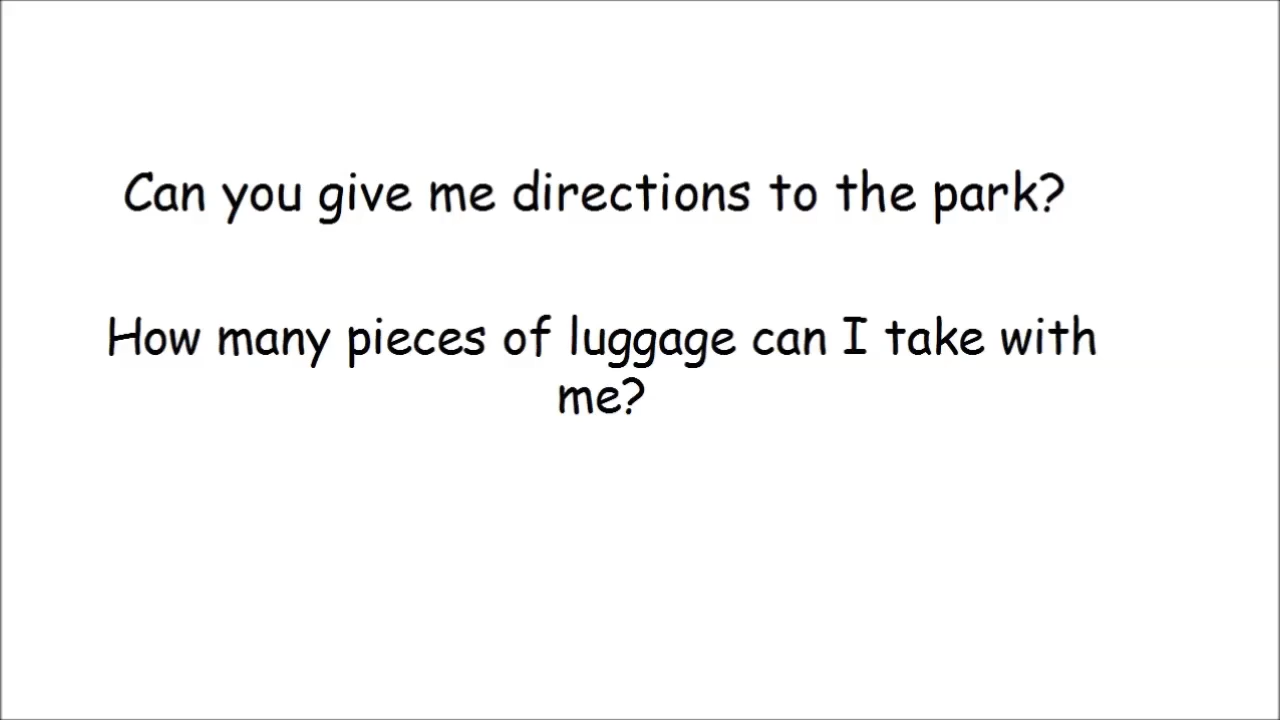 Can you give me directions to the park?
How many pieces of luggage can I take with
me?